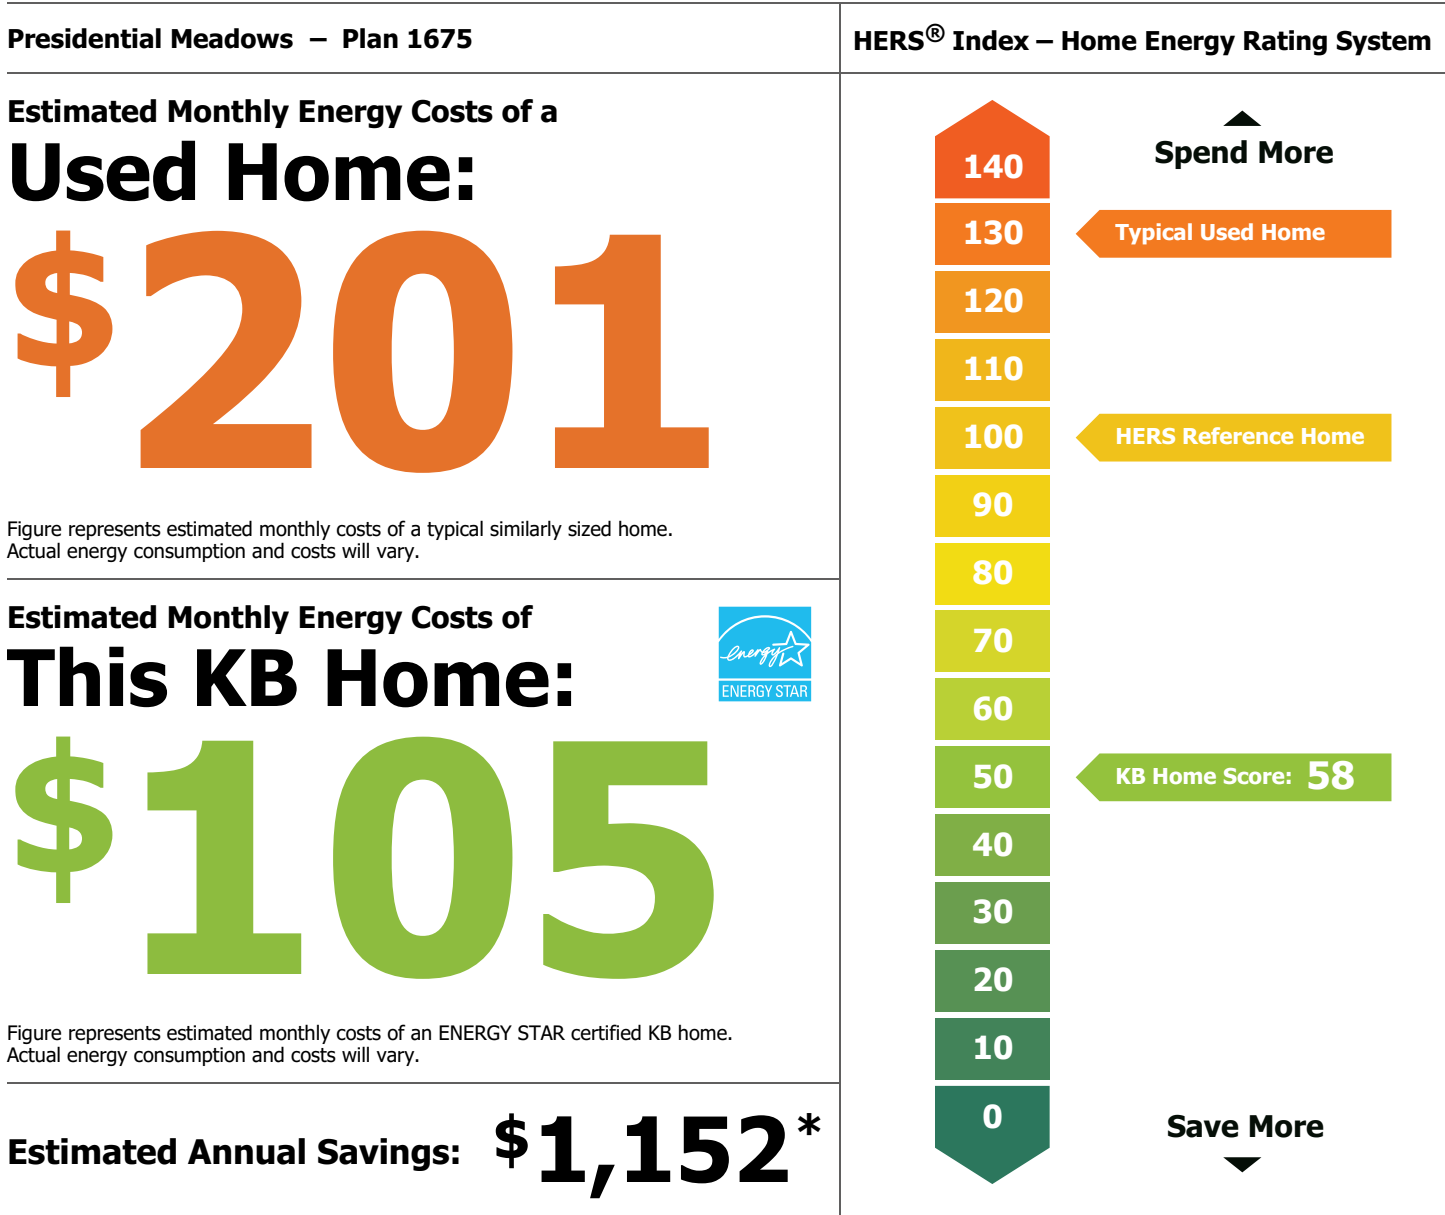 Presidential Meadows – Plan 1675
Estimated Monthly Energy Costs of a
Used Home:
$201
Figure represents estimated monthly costs of a typical similarly sized home.
Actual energy consumption and costs will vary.
Estimated Monthly Energy Costs of
This KB Home:
energy
ENERGY STAR
$105
Figure represents estimated monthly costs of an ENERGY STAR certified KB home.
Actual energy consumption and costs will vary.
Estimated Annual Savings: $1,152*
HERS® Index – Home Energy Rating System
Spend More
140
130
Typical Used Home
120
110
100
HERS Reference Home
90
80
70
60
50
KB Home Score: 58
40
30
20
10
0
Save More